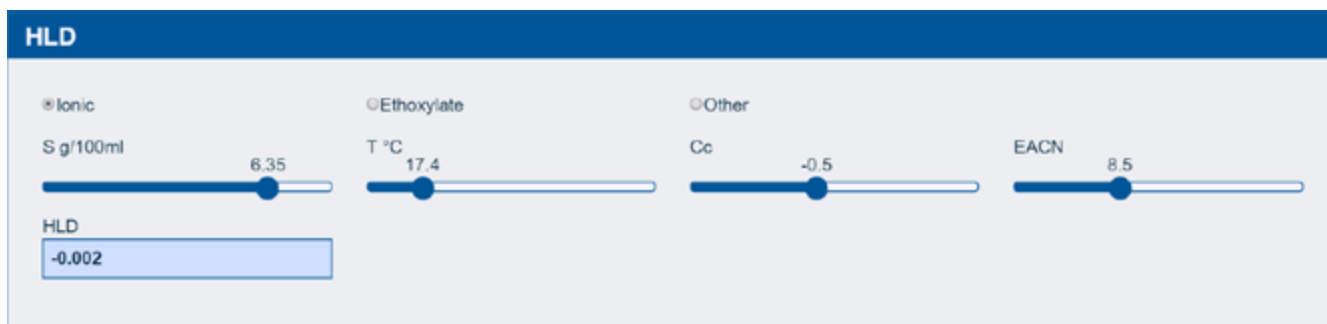 HLD
Ionic
Ethoxylate
Other
S g/100ml
6.35
T °C
17.4
Cc
-0.5
EACN
8.5
HLD
-0.002